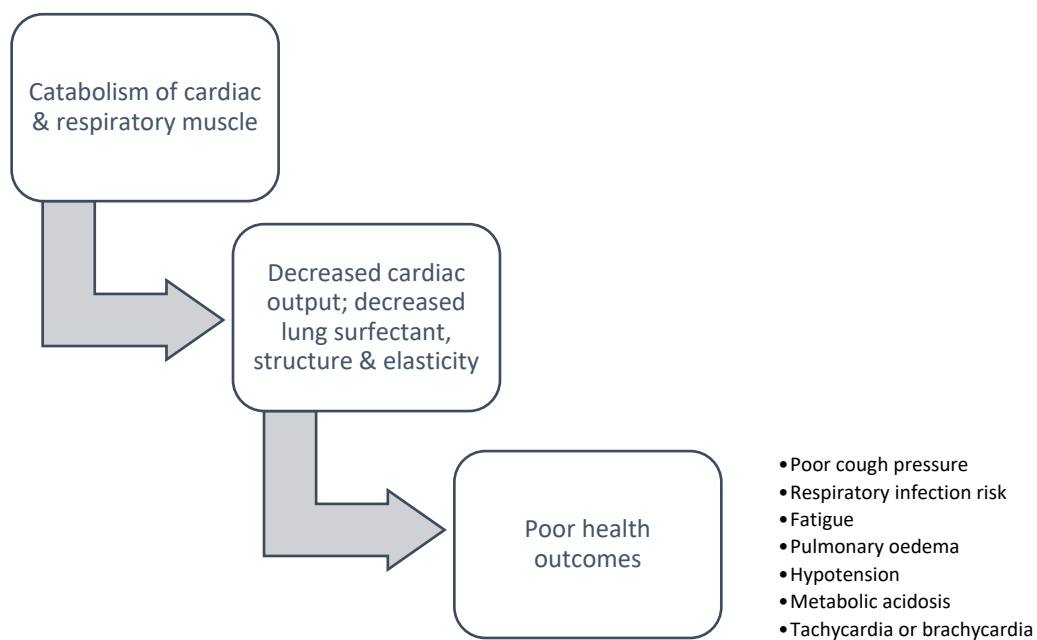 Catabolism of cardiac
& respiratory muscle
Decreased cardiac
output; decreased
lung surfectant,
structure & elasticity
Poor health
outcomes
•Poor cough pressure
•Respiratory infection risk
•Fatigue
•Pulmonary oedema
•Hypotension
•Metabolic acidosis
•Tachycardia or brachycardia